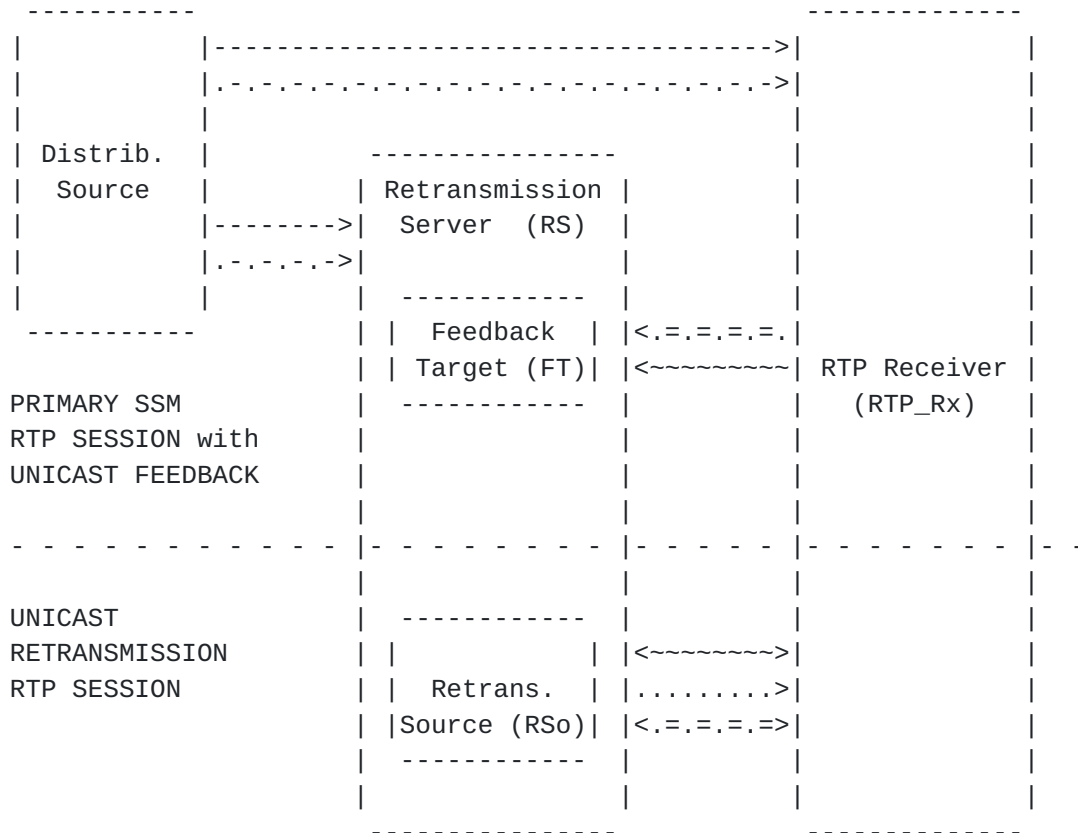 Distrib.
Source
Retransmission
Server (RS)
Feedback
Target (FT)
RTP Receiver
(RTP_Rx)
PRIMARY SSM
RTP SESSION with
UNICAST FEEDBACK
UNICAST
RETRANSMISSION
RTP SESSION
Retrans.
Source (RSo)